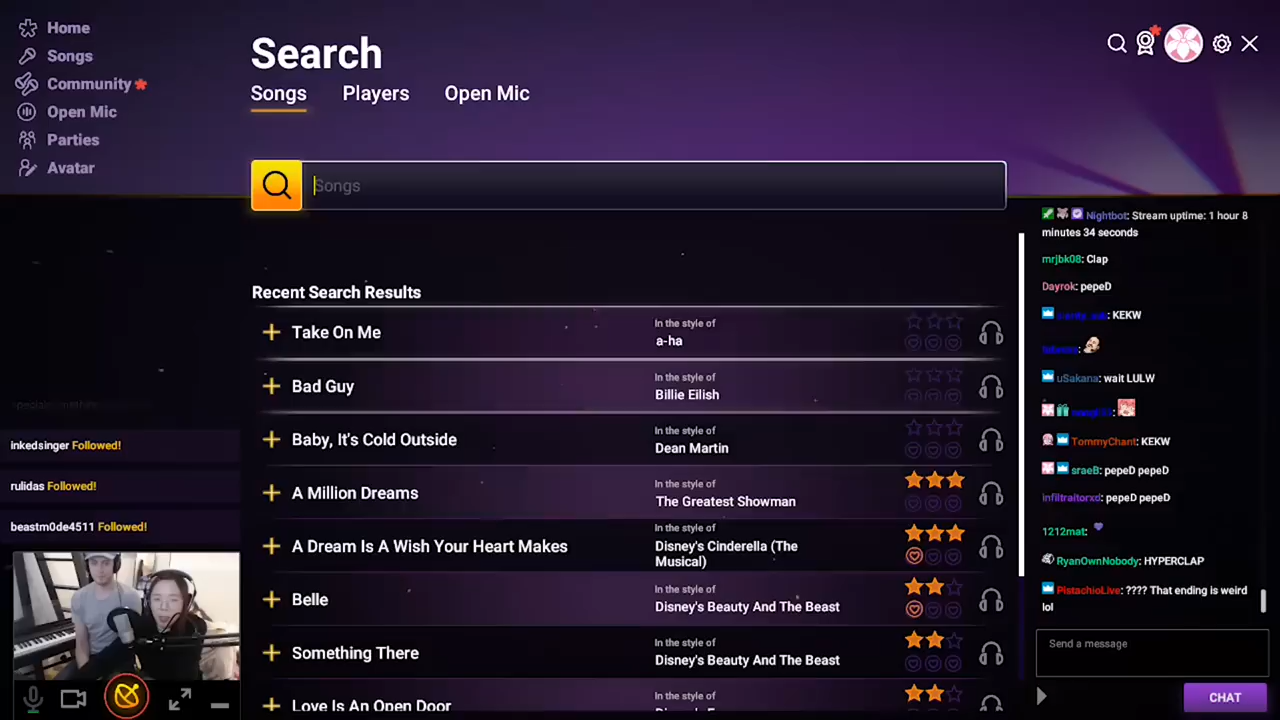 Home
Songs
Community
Open Mic
Parties
Avatar
Search
Songs
Players
Open Mic
Songs
Recent Search Results
Take On Me
In the style of
a-ha
Bad Guy
In the style of
Billie Eilish
Baby, It's Cold Outside
In the style of
Dean Martin
A Million Dreams
In the style of
The Greatest Showman
A Dream Is A Wish Your Heart Makes
In the style of
Disney's Cinderella (The
Musical)
Belle
In the style of
Disney's Beauty And The Beast
Something There
In the style of
Disney's Beauty And The Beast
Love Is An Open Door
In the style of
inkedsinger Followed!
rulidas Followed!
beastm0de4511 Followed!
Nightbot: Stream uptime: 1 hour 8
minutes 34 seconds
mrjbk08: Clap
Dayrok: pepeD
KEKW
uSakana: wait LULW
TommyChant: KEKW
sraeB: pepeD pepeD
infiltraitorxd: pepeD pepeD
1212mat:
RyanOwnNobody: HYPERCLAP
PistachioLive: ???? That ending is weird
lol
Send a message
CHAT